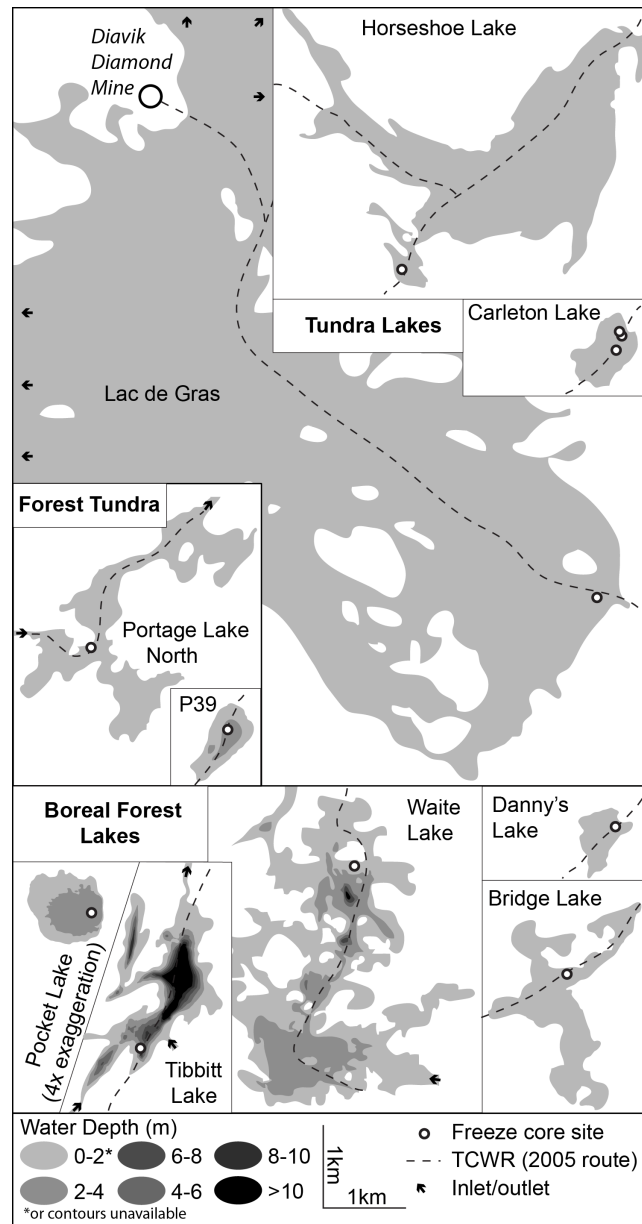 Diavik
Diamond
Mine
Horseshoe Lake
Tundra Lakes
Carleton Lake
Lac de Gras
Forest Tundra
Portage Lake
North
P39
Boreal Forest
Lakes
Waite
Lake
Danny's
Lake
Bridge Lake
Pocket Lake
(4x exaggeration)
Tibbitt
Lake
Water Depth (m)
0-2*
6-8
8-10
2-4
4-6
>10
*or contours unavailable
1km
1km
Freeze core site
TCWR (2005 route)
Inlet/outlet